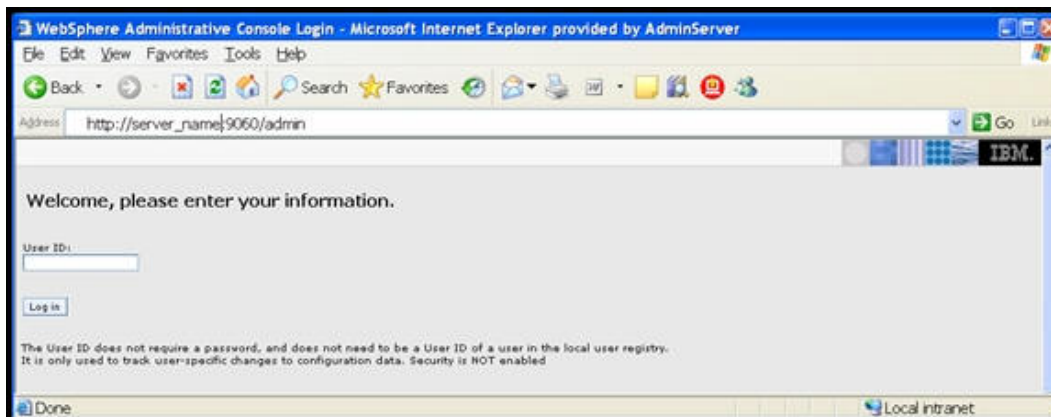 WebSphere Administrative Console Login - Microsoft Internet Explorer provided by AdminServer
File Edit View Favorites Tools Help
Back Search Favorites
Address http://server_name:9060/admin Go Link
IBM.
Welcome, please enter your information.
User ID:
Log in
The User ID does not require a password, and does not need to be a User ID of a user in the local user registry.
It is only used to track user-specific changes to configuration data. Security is NOT enabled
Done Local intranet